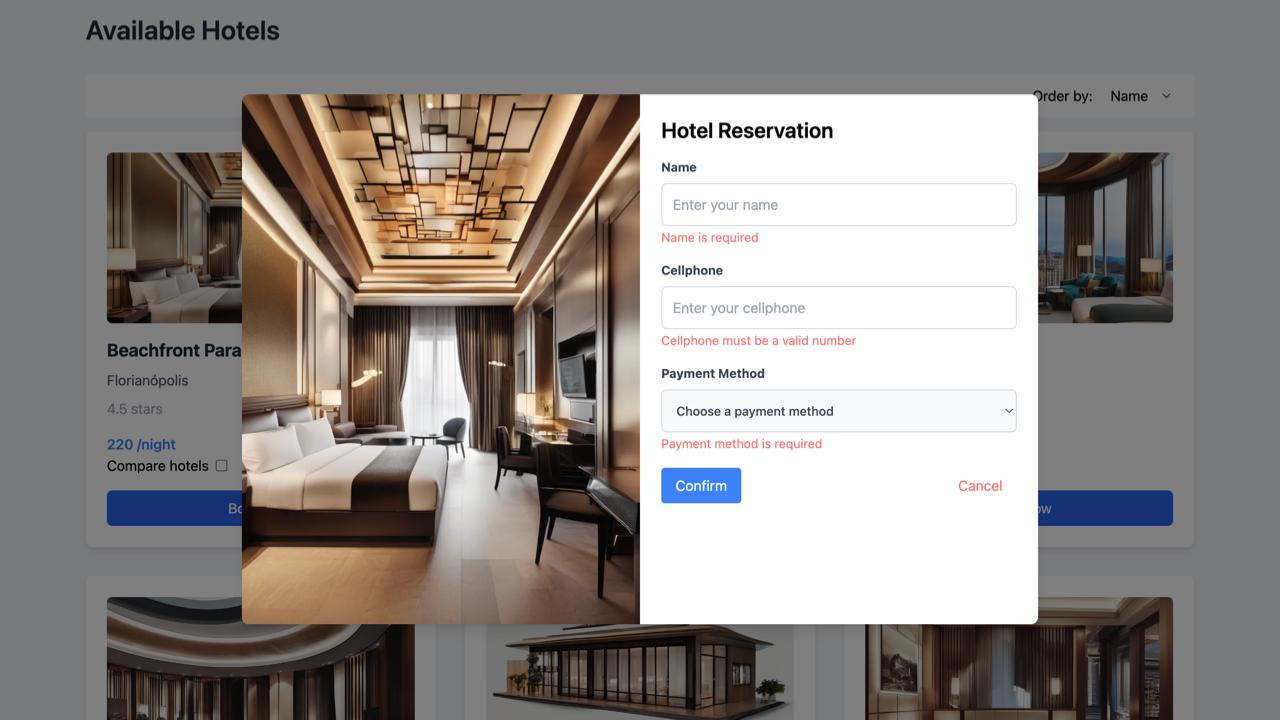 Available Hotels
Order by: Name
Hotel Reservation
Name
Enter your name
Name is required
Cellphone
Enter your cellphone
Cellphone must be a valid number
Payment Method
Choose a payment method
Payment method is required
Confirm Cancel
Beachfront Para
Florianópolis
4.5 stars
220 /night
Compare hotels
Bo
ow